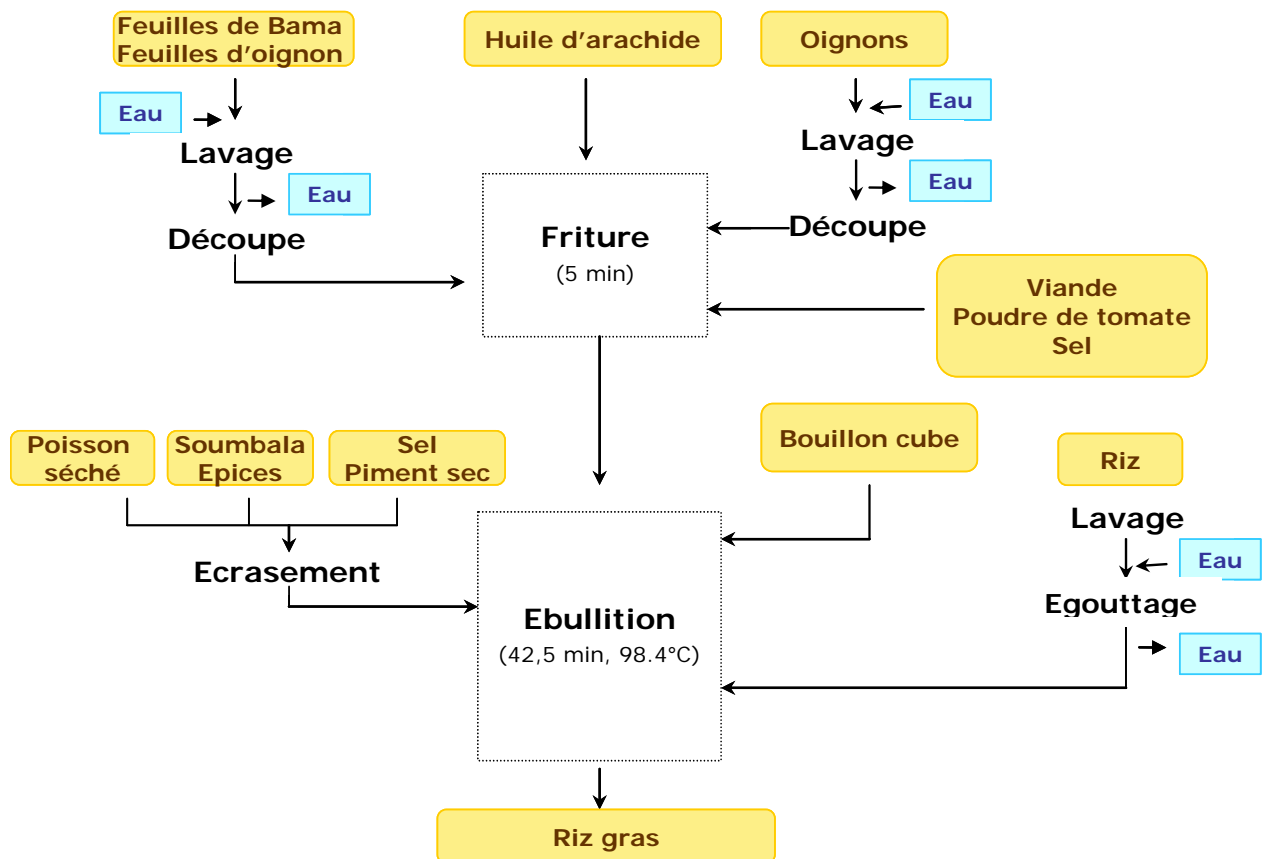 Feuilles de Bama
Feuilles d'oignon
Huile d'arachide
Oignons
Eau
Eau
Lavage
Lavage
Eau
Eau
Découpe
Découpe
Friture
(5 min)
Viande
Poudre de tomate
Sel
Poisson
séché
Soumbala
Epices
Sel
Piment sec
Bouillon cube
Riz
Lavage
Ecrasement
Eau
Egouttage
Ebullition
(42,5 min, 98.4°C)
Eau
Riz gras